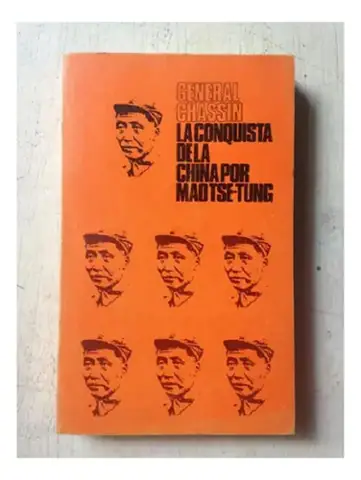 GENERAL
CHASSIN
LA CONQUISTA
DE LA
CHINA POR
MAO TSE-TUNG